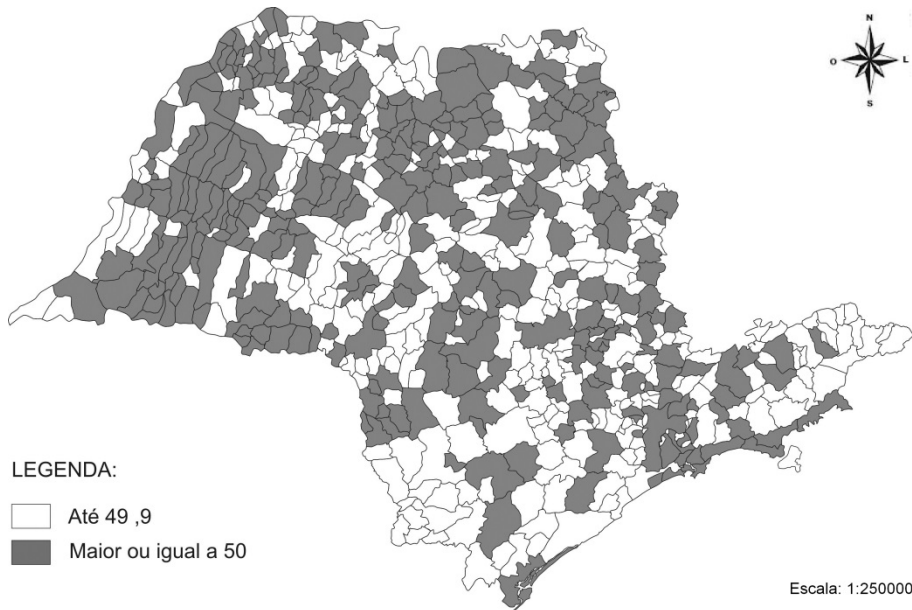 N
O
L
S
LEGENDA:
Até 49 ,9
Maior ou igual a 50
Escala: 1:250000